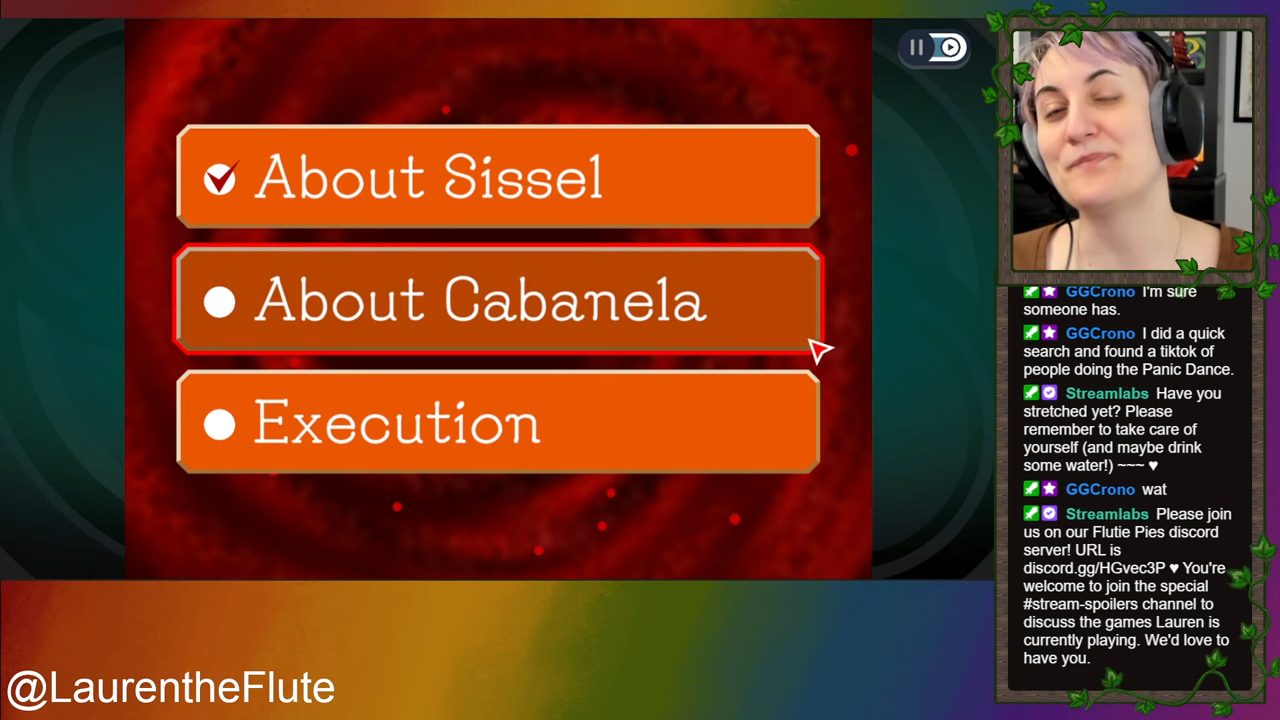 About Sissel
About Cabanela
Execution
GGCrono I'm sure
someone has.
GGCrono I did a quick
search and found a tiktok of
people doing the Panic Dance.
Streamlabs Have you
stretched yet? Please
remember to take care of
yourself (and maybe drink
some water!) ~~~ ♥
GGCrono wat
Streamlabs Please join
us on our Flutie Pies discord
server! URL is
discord.gg/HGvec3P ♥ You're
welcome to join the special
#stream-spoilers channel to
discuss the games Lauren is
currently playing. We'd love to
have you.
@LaurentheFlute